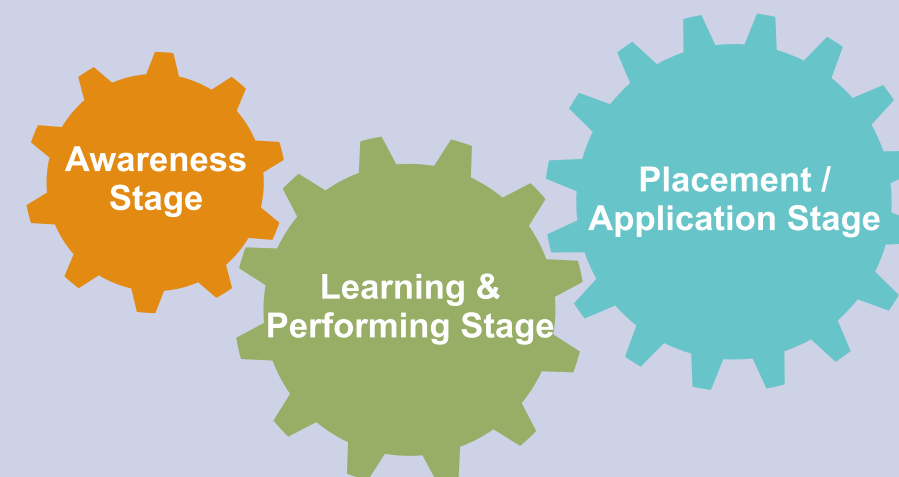 Awareness
Stage
Learning &
Performing Stage
Placement /
Application Stage